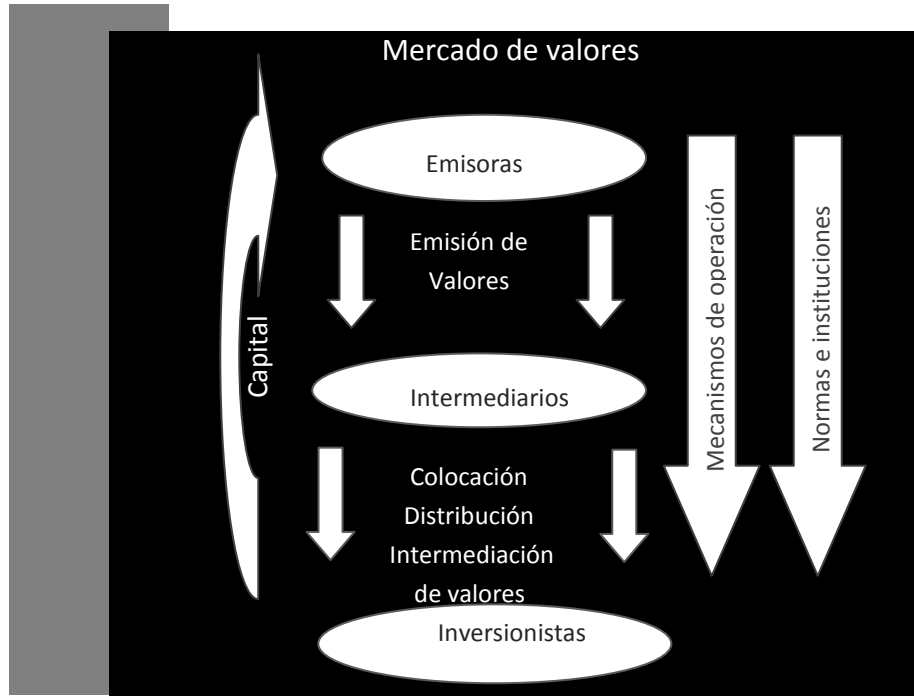 Mercado de valores
Emisoras
Emisión de
Valores
Capital
Intermediarios
Colocación
Distribución
Intermediación
de valores
Inversionistas
Mecanismos de operación
Normas e instituciones